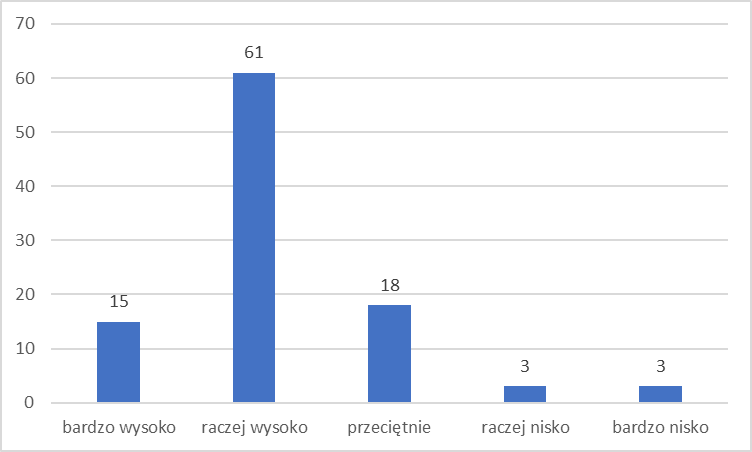 70
60
50
40
30
20
10
0
15
61
18
3
3
bardzo wysoko
raczej wysoko
przeciętnie
raczej nisko
bardzo nisko